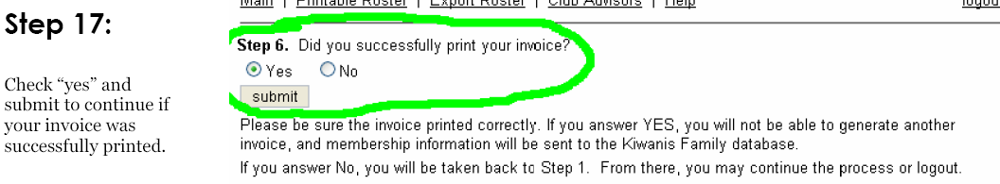 Main | Printable Roster | Export Roster | Club Advisors | Help logout
Step 17:
Check “yes” and
submit to continue if
your invoice was
successfully printed.
Step 6. Did you successfully print your invoice?
Yes No
submit
Please be sure the invoice printed correctly. If you answer YES, you will not be able to generate another
invoice, and membership information will be sent to the Kiwanis Family database.
If you answer No, you will be taken back to Step 1. From there, you may continue the process or logout.